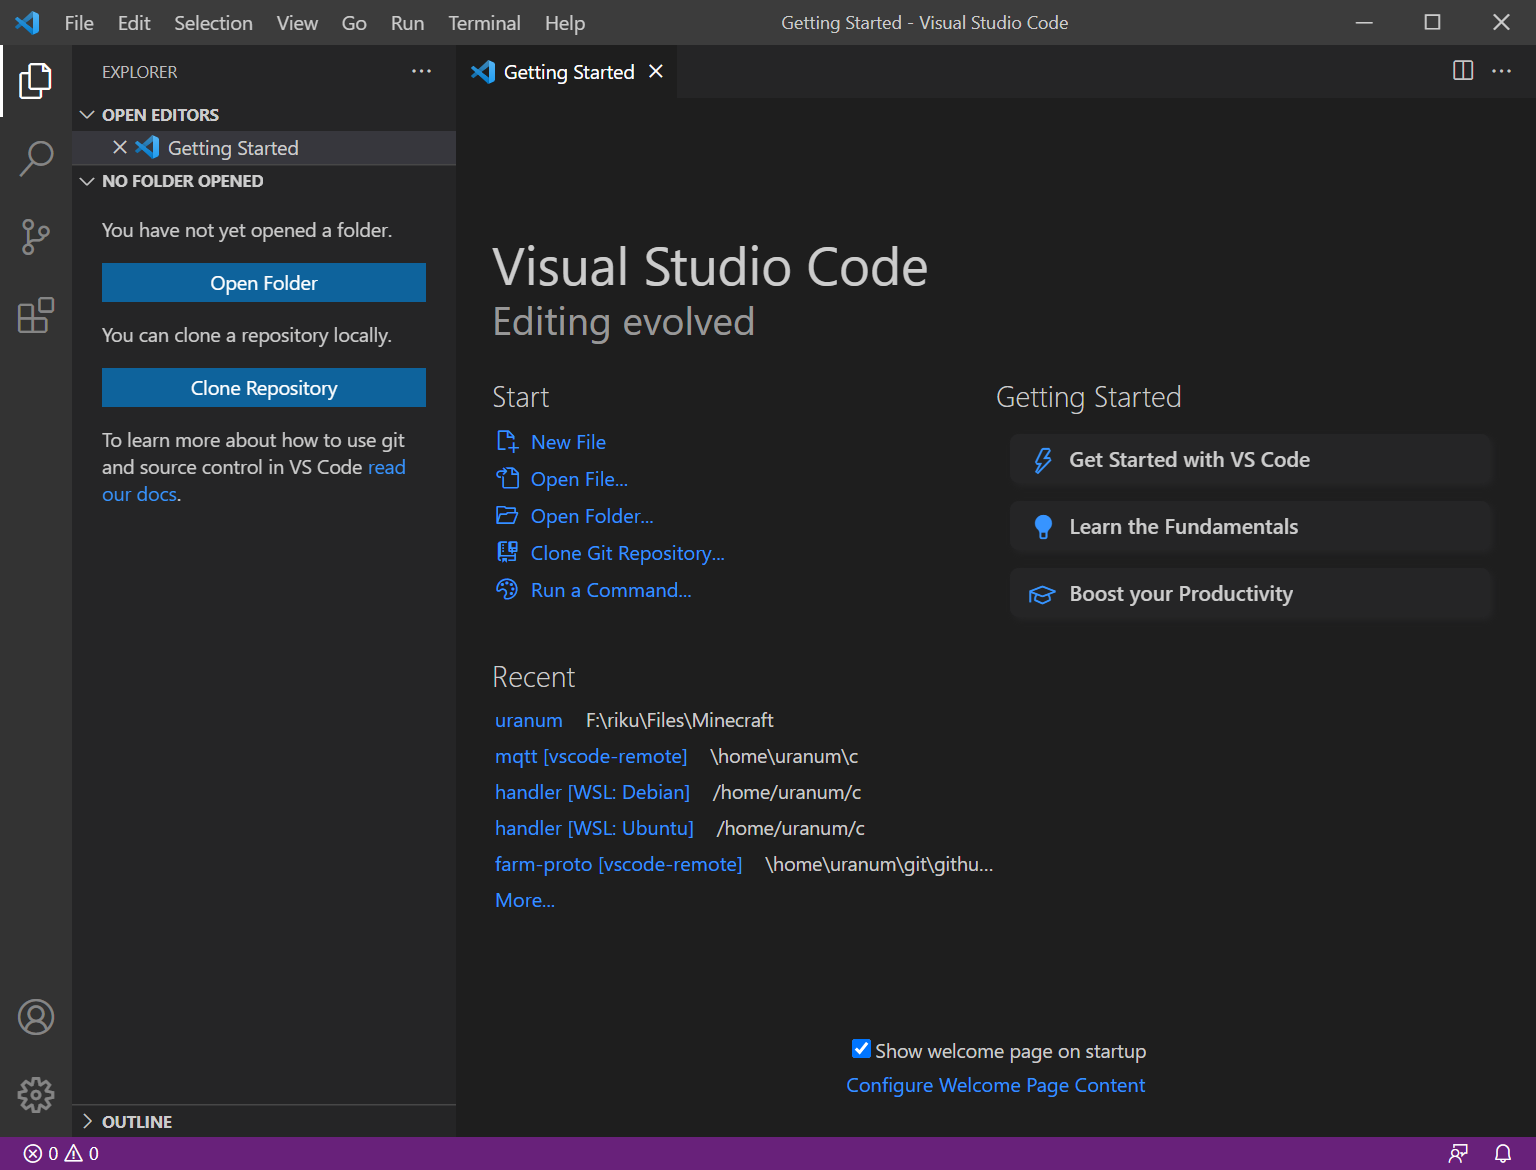 File Edit Selection View Go Run Terminal Help Getting Started - Visual Studio Code
EXPLORER
Getting Started
OPEN EDITORS
Getting Started
NO FOLDER OPENED
You have not yet opened a folder.
Open Folder
You can clone a repository locally.
Clone Repository
To learn more about how to use git
and source control in VS Code read
our docs.
OUTLINE
Visual Studio Code
Editing evolved
Start
New File
Open File...
Open Folder...
Clone Git Repository...
Run a Command...
Recent
uranum F:\riku\Files\Minecraft
mqtt [vscode-remote] \home\uranum\c
handler [WSL: Debian] /home/uranum/c
handler [WSL: Ubuntu] /home/uranum/c
farm-proto [vscode-remote] \home\uranum\git\githu...
More...
Getting Started
Get Started with VS Code
Learn the Fundamentals
Boost your Productivity
Show welcome page on startup
Configure Welcome Page Content
0 0